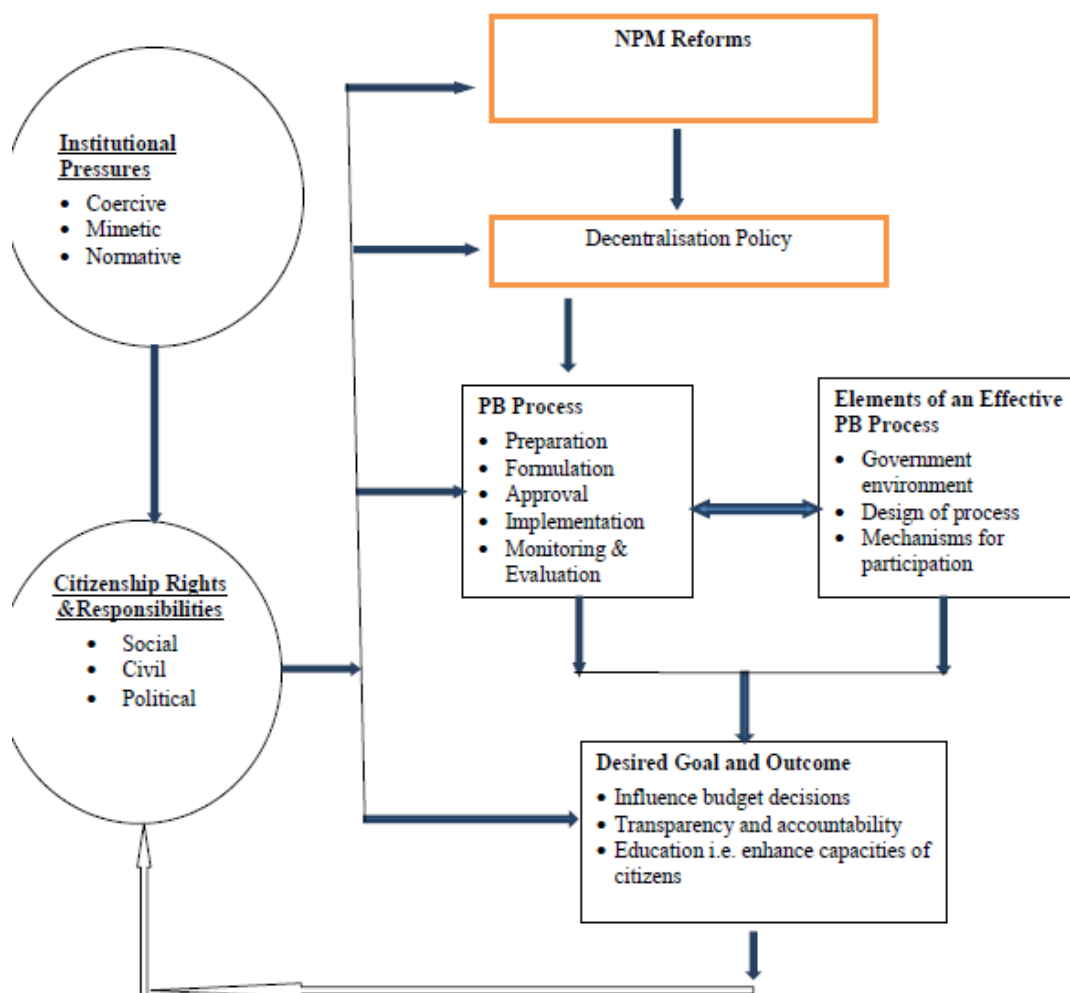 NPM Reforms
Institutional
Pressures
• Coercive
• Mimetic
• Normative
Decentralisation Policy
PB Process
• Preparation
• Formulation
• Approval
• Implementation
• Monitoring &
Evaluation
Elements of an Effective
PB Process
• Government
environment
• Design of process
• Mechanisms for
participation
Citizenship Rights
&Responsibilities
• Social
• Civil
• Political
Desired Goal and Outcome
• Influence budget decisions
• Transparency and accountability
• Education i.e. enhance capacities of
citizens